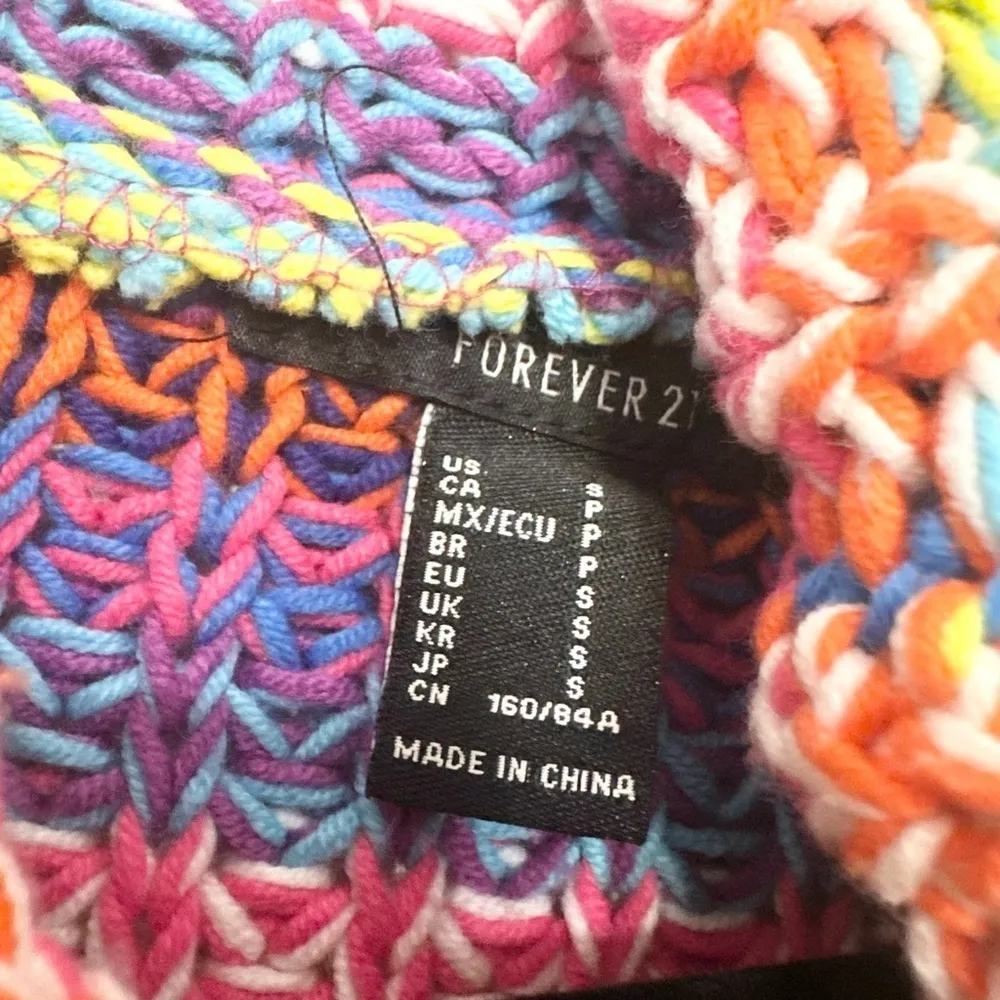 FOREVER 21
US S
CA P
MX/ECU P
BR P
EU S
UK S
KR S
JP S
CN 160/84A
MADE IN CHINA